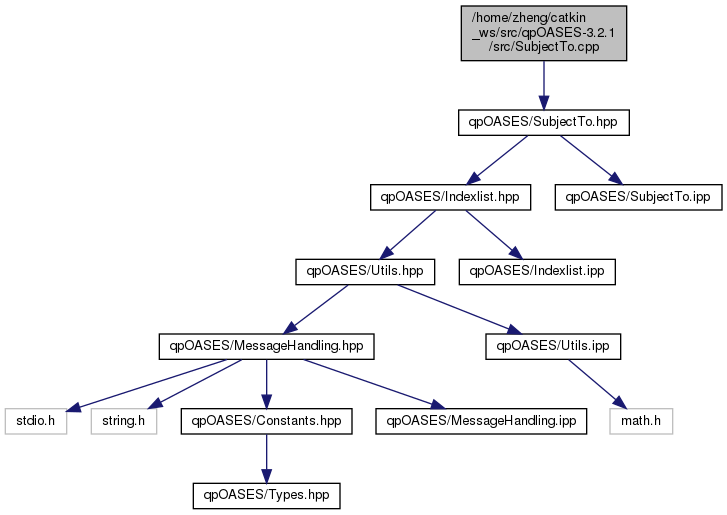 /home/zheng/catkin
_ws/src/qpOASES-3.2.1
/src/SubjectTo.cpp
qpOASES/SubjectTo.hpp
qpOASES/Indexlist.hpp
qpOASES/SubjectTo.ipp
qpOASES/Utils.hpp
qpOASES/Indexlist.ipp
qpOASES/MessageHandling.hpp
qpOASES/Utils.ipp
stdio.h
string.h
qpOASES/Constants.hpp
qpOASES/MessageHandling.ipp
math.h
qpOASES/Types.hpp